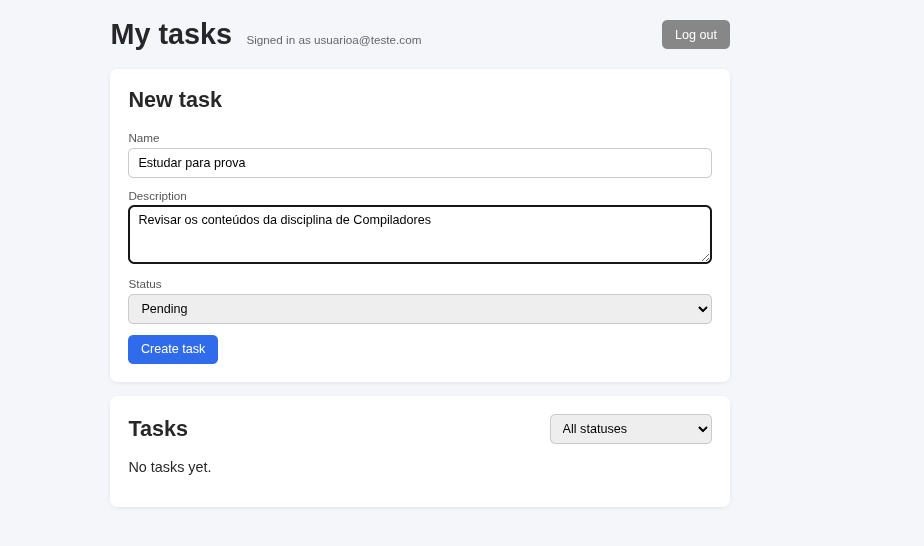 My tasks Signed in as usuarioa@teste.com Log out
New task
Name
Estudar para prova
Description
Revisar os conteúdos da disciplina de Compiladores
Status
Pending
Create task
Tasks All statuses
No tasks yet.